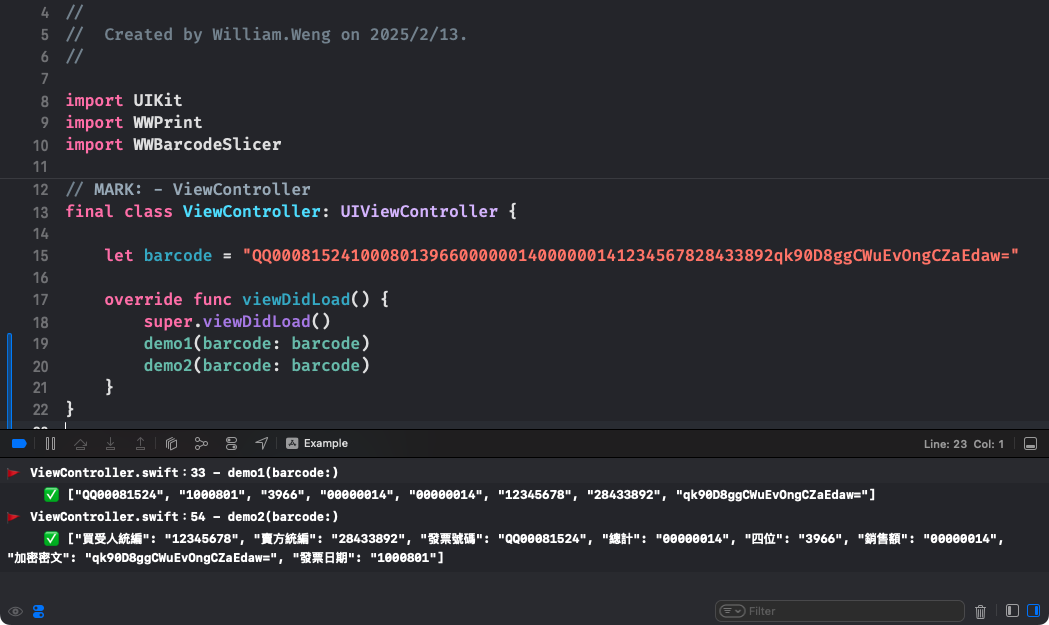 4 //
5 //  Created by William.Weng on 2025/2/13.
6 //
7
8 import UIKit
9 import WWPrint
10 import WWBarcodeSlicer
11
12 // MARK: - ViewController
13 final class ViewController: UIViewController {
14
15     let barcode = "QQ000815241000801396600000014000000141234567828433892qk90D8ggCWuEvOngCZaEdaw="
16
17     override func viewDidLoad() {
18         super.viewDidLoad()
19         demo1(barcode: barcode)
20         demo2(barcode: barcode)
21     }
22 }
23
Example
Line: 23 Col: 1
ViewController.swift：33 - demo1(barcode:)
✅ ["QQ00081524", "1000801", "3966", "00000014", "00000014", "12345678", "28433892", "qk90D8ggCWuEvOngCZaEdaw="]
ViewController.swift：54 - demo2(barcode:)
✅ ["買受人統編": "12345678", "賣方統編": "28433892", "發票號碼": "QQ00081524", "總計": "00000014", "四位": "3966", "銷售額": "00000014",
"加密密文": "qk90D8ggCWuEvOngCZaEdaw=", "發票日期": "1000801"]
Filter